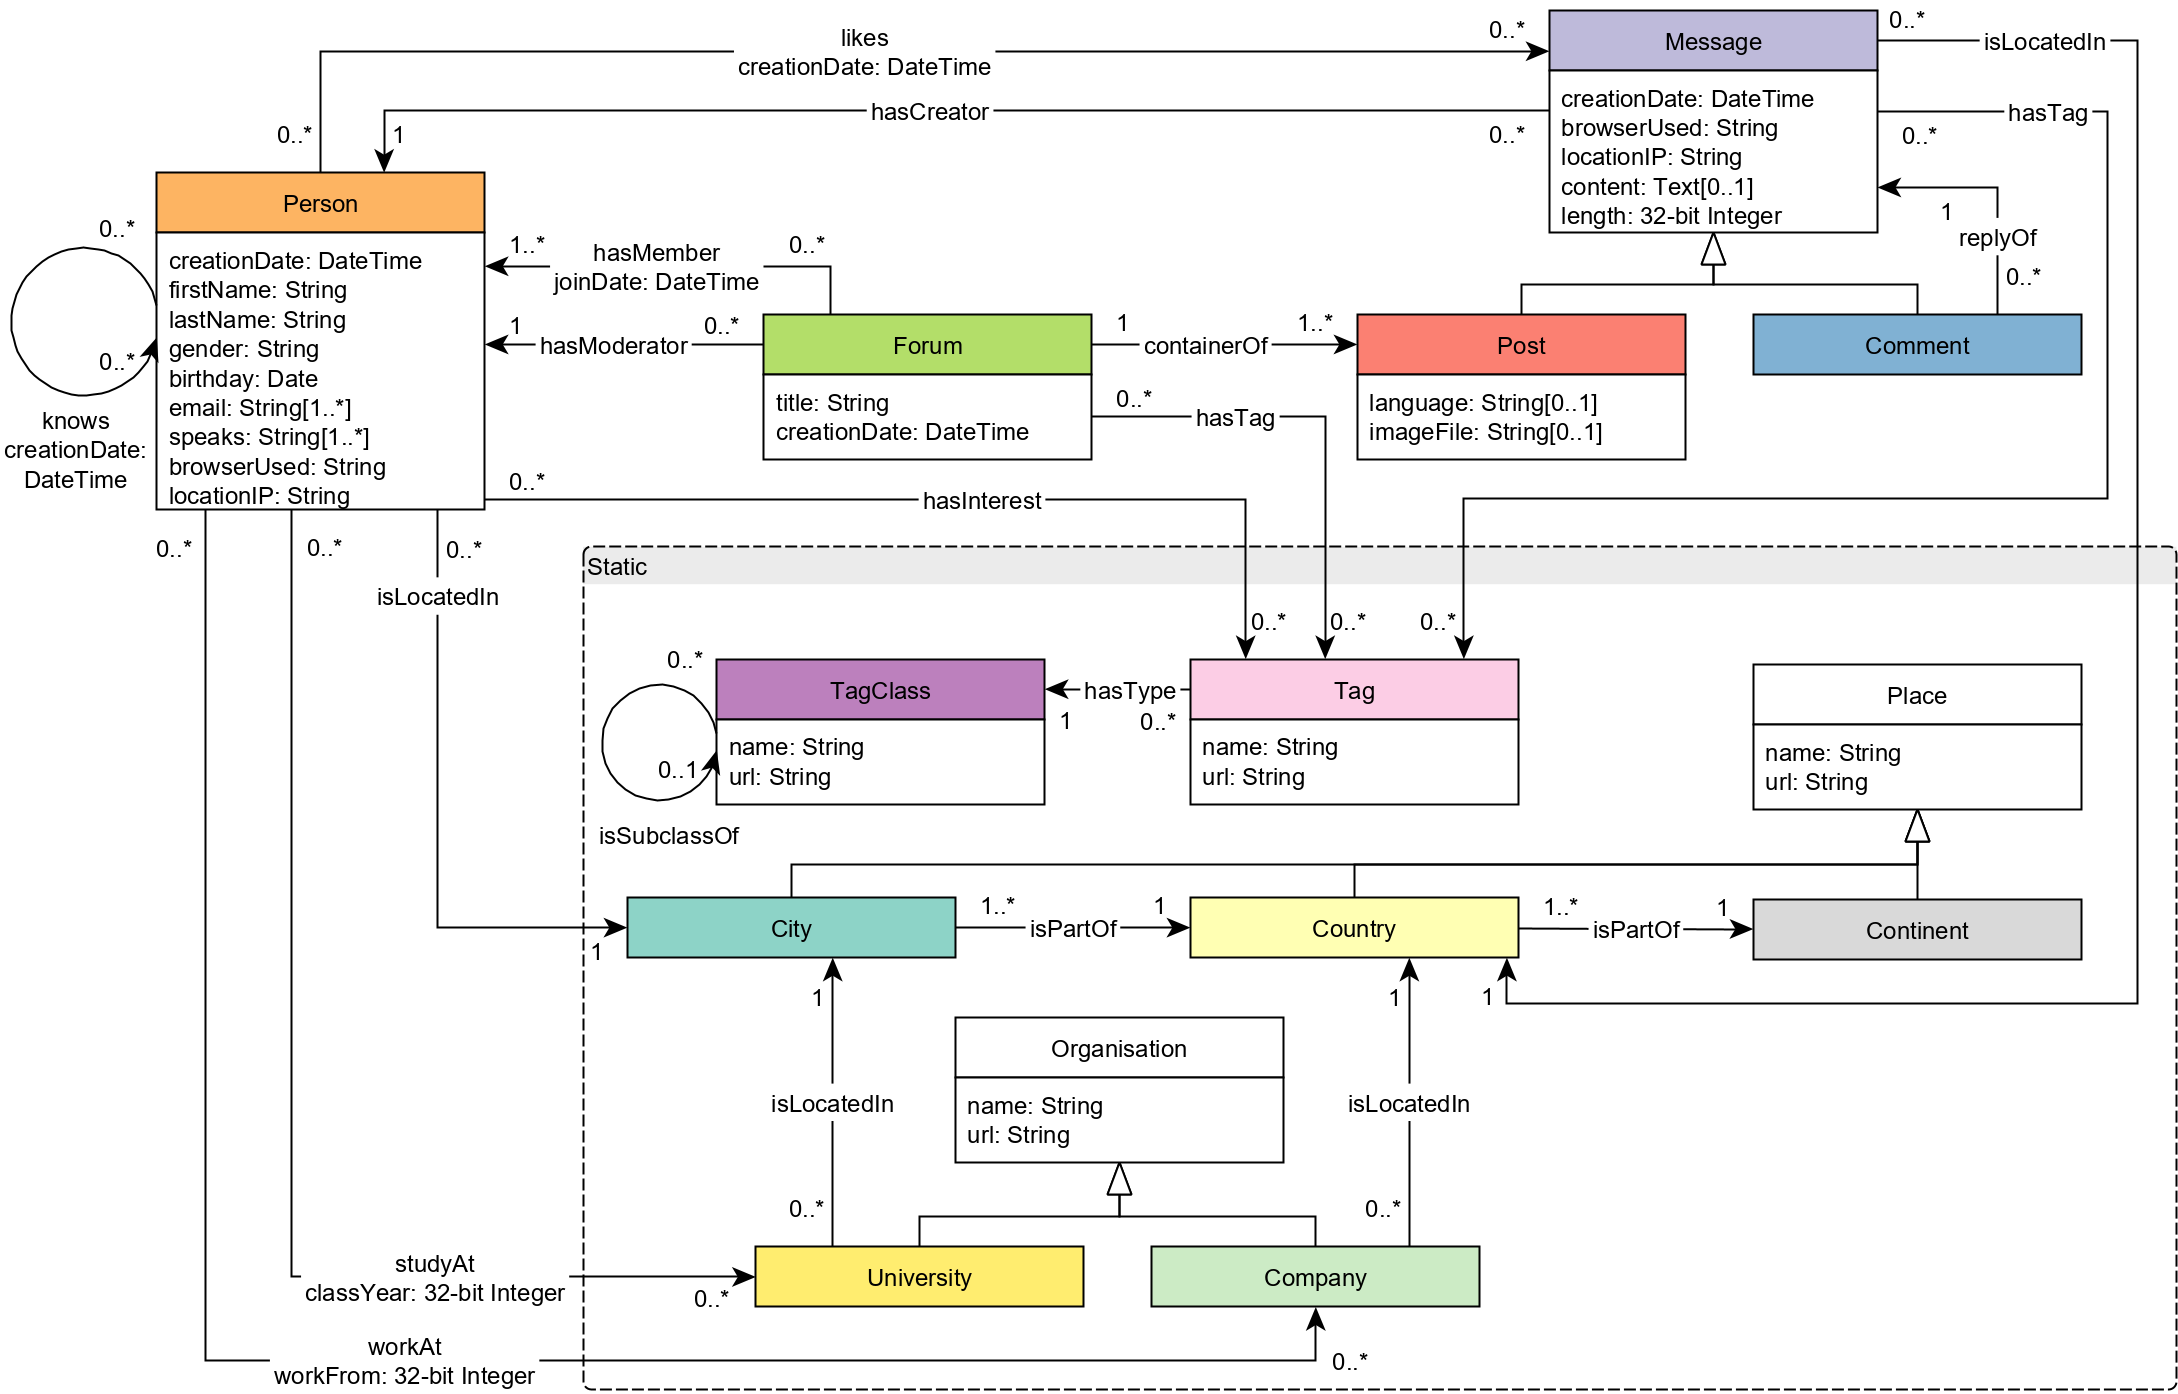 likes
creationDate: DateTime
0..*
0..*
hasCreator
1
0..*
Message
creationDate: DateTime
browserUsed: String
locationIP: String
content: Text[0..1]
length: 32-bit Integer
0..*
isLocatedIn
hasTag
0..*
1
replyOf
0..*
Person
creationDate: DateTime
firstName: String
lastName: String
gender: String
birthday: Date
email: String[1..*]
speaks: String[1..*]
browserUsed: String
locationIP: String
0..*
0..*
knows
creationDate:
DateTime
1..*
hasMember
joinDate: DateTime
0..*
1
hasModerator
0..*
Forum
title: String
creationDate: DateTime
1
containerOf
1..*
Post
language: String[0..1]
imageFile: String[0..1]
Comment
0..*
hasTag
0..*
hasInterest
0..*
0..*
0..*
isLocatedIn
Static
0..*
0..*
0..*
0..*
TagClass
name: String
url: String
0..1
isSubclassOf
hasType
1
0..*
Tag
name: String
url: String
Place
name: String
url: String
1
City
1..*
isPartOf
1
Country
1..*
isPartOf
1
Continent
1
1
1
Organisation
name: String
url: String
isLocatedIn
isLocatedIn
0..*
0..*
University
Company
studyAt
classYear: 32-bit Integer
0..*
workAt
workFrom: 32-bit Integer
0..*